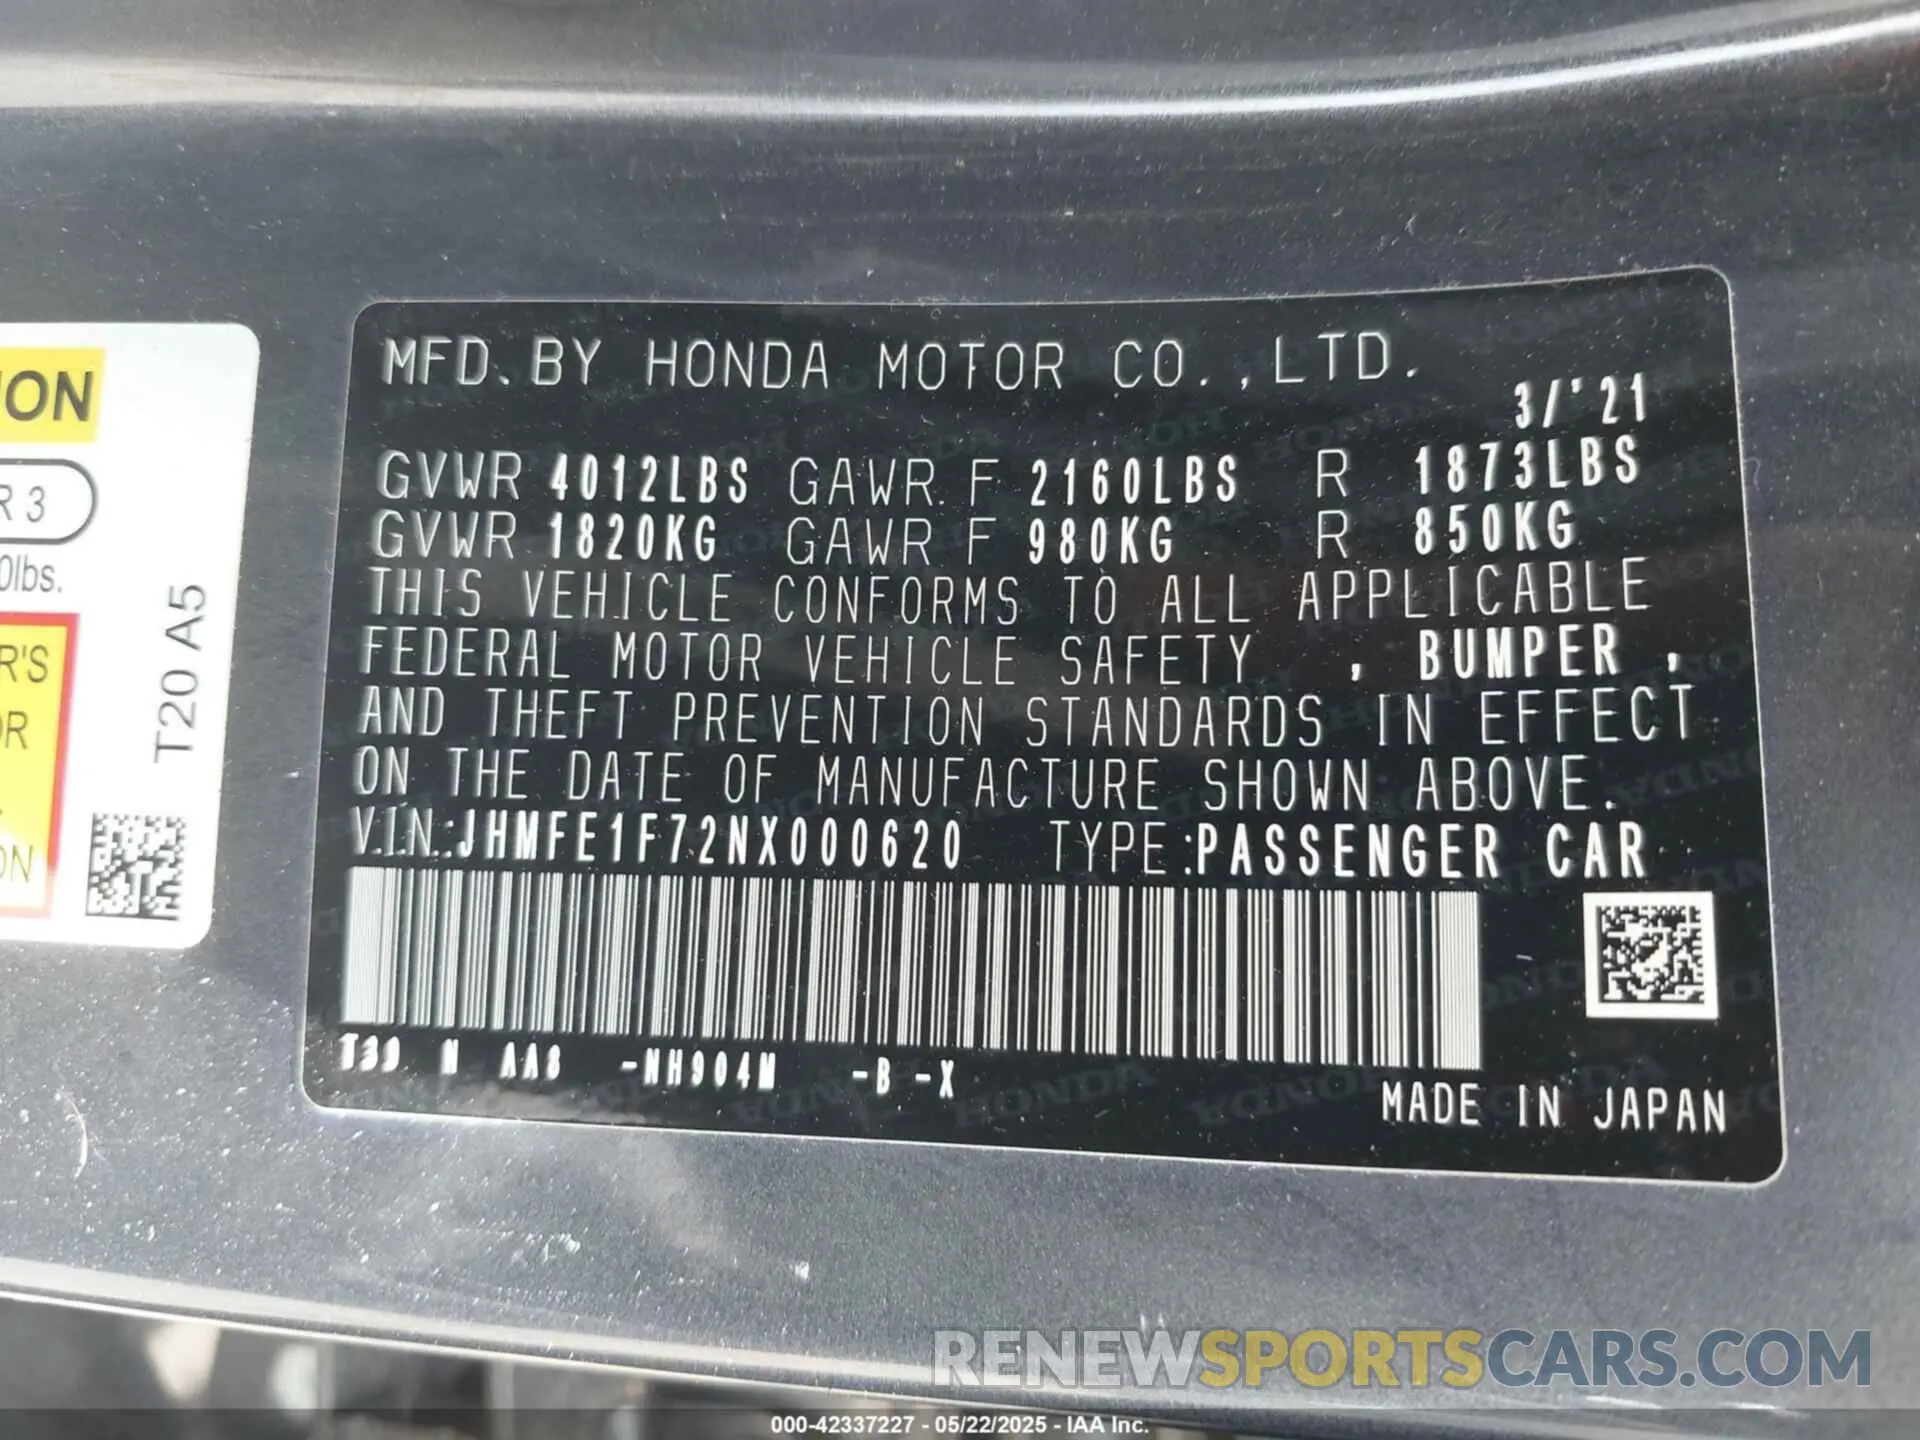 ION
R 3
0lbs.
R'S
OR
ON
T20 A5
MFD. BY HONDA MOTOR CO.,LTD.
3/'21
GVWR 4012LBS GAWR F 2160LBS R 1873LBS
GVWR 1820KG GAWR F 980KG R 850KG
THIS VEHICLE CONFORMS TO ALL APPLICABLE
FEDERAL MOTOR VEHICLE SAFETY , BUMPER ,
AND THEFT PREVENTION STANDARDS IN EFFECT
ON THE DATE OF MANUFACTURE SHOWN ABOVE.
V.I.N.:JHMFE1F72NX000620 TYPE:PASSENGER CAR
N AA8 -NH904M -B -X
MADE IN JAPAN
RENEWSPORTSCARS.COM
000-42337227 - 05/22/2025 - IAA Inc.